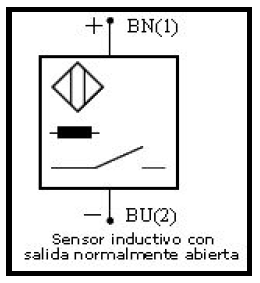 + BN(1)
− BU(2)
Sensor inductivo con
salida normalmente abierta